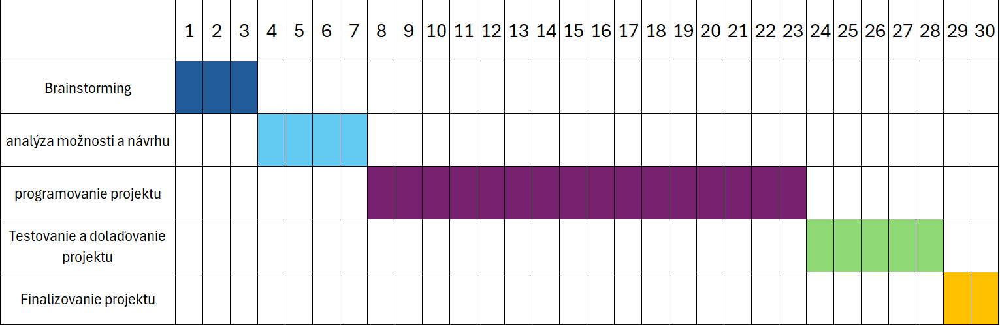 1 2 3 4 5 6 7 8 9 10 11 12 13 14 15 16 17 18 19 20 21 22 23 24 25 26 27 28 29 30
Brainstorming
analýza možnosti a návrhu
programovanie projektu
Testovanie a dolaďovanie
projektu
Finalizovanie projektu